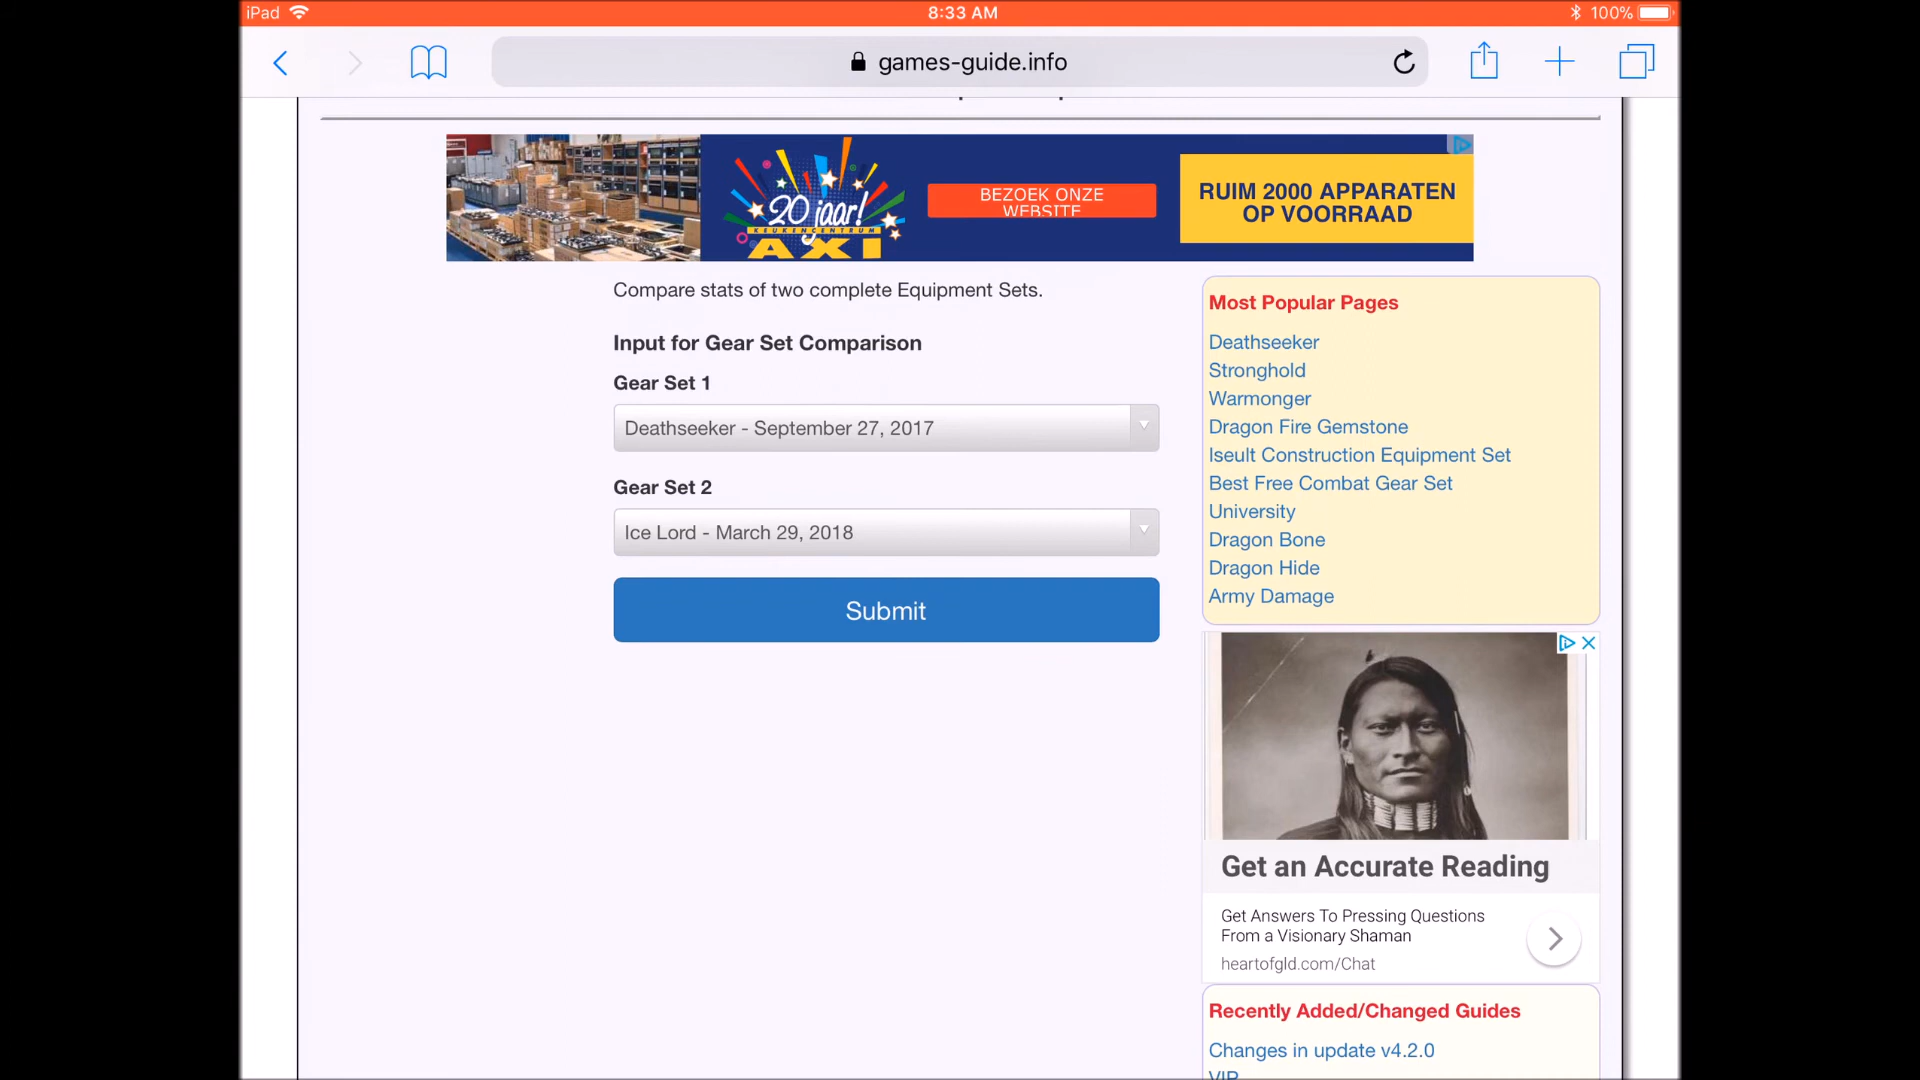 iPad
8:33 AM
100%
games-guide.info
20 jaar!
KEUKENCENTRUM
AXI
BEZOEK ONZE
WEBSITE
RUIM 2000 APPARATEN
OP VOORRAAD
Compare stats of two complete Equipment Sets.
Input for Gear Set Comparison
Gear Set 1
Deathseeker - September 27, 2017
Gear Set 2
Ice Lord - March 29, 2018
Submit
Most Popular Pages
Deathseeker
Stronghold
Warmonger
Dragon Fire Gemstone
Iseult Construction Equipment Set
Best Free Combat Gear Set
University
Dragon Bone
Dragon Hide
Army Damage
Get an Accurate Reading
Get Answers To Pressing Questions
From a Visionary Shaman
heartofgld.com/Chat
Recently Added/Changed Guides
Changes in update v4.2.0
VIP